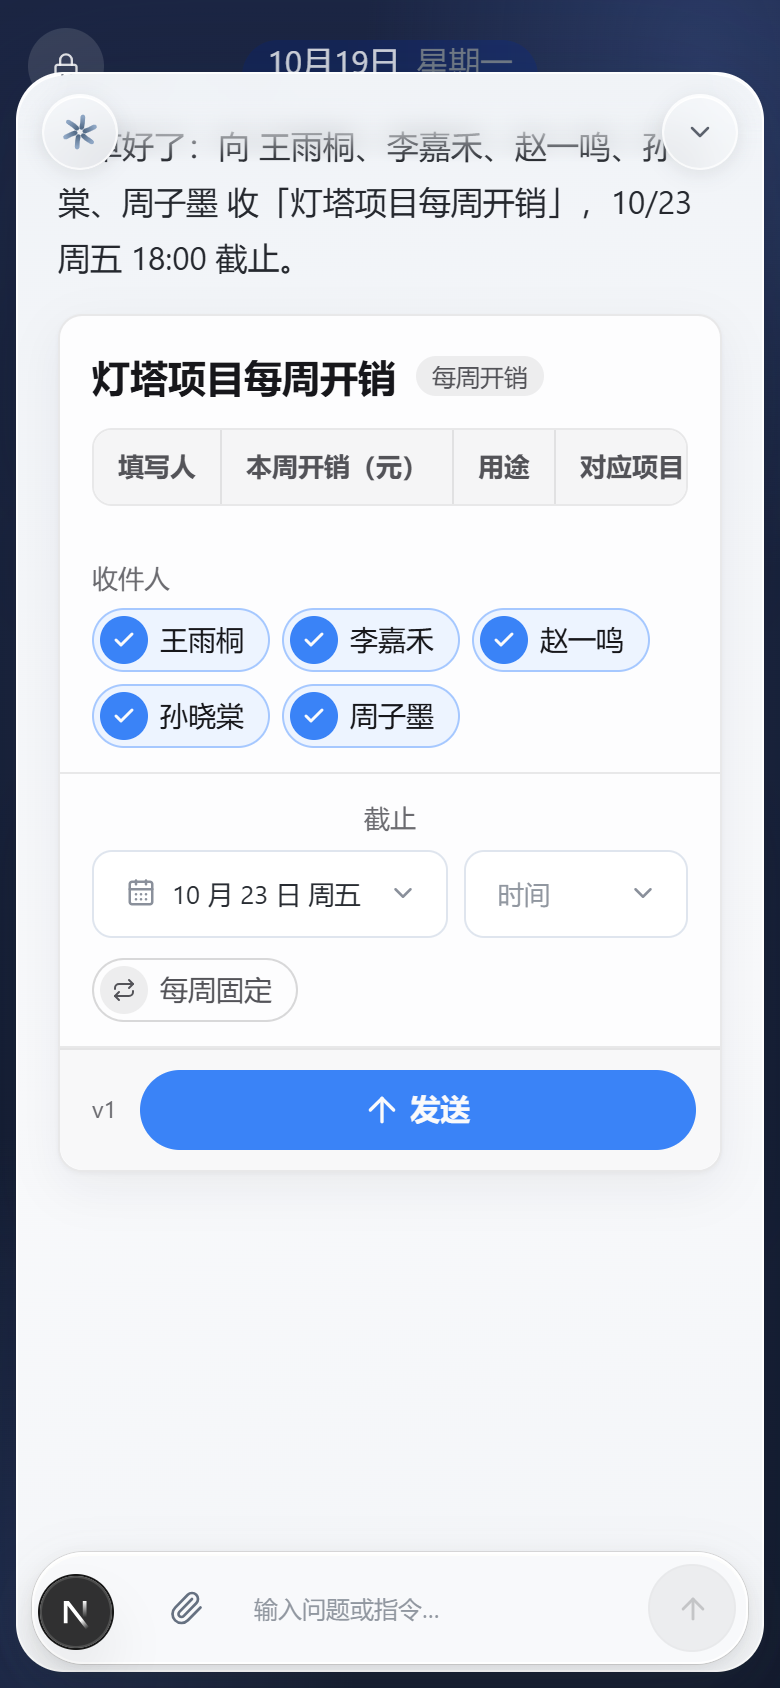 10月19日 星期一
好了：向 王雨桐、李嘉禾、赵一鸣、孙
棠、周子墨 收「灯塔项目每周开销」，10/23
周五 18:00 截止。
灯塔项目每周开销 每周开销
填写人 本周开销（元） 用途 对应项目
收件人
王雨桐 李嘉禾 赵一鸣
孙晓棠 周子墨
截止
10 月 23 日 周五 时间
每周固定
v1 发送
N 输入问题或指令...